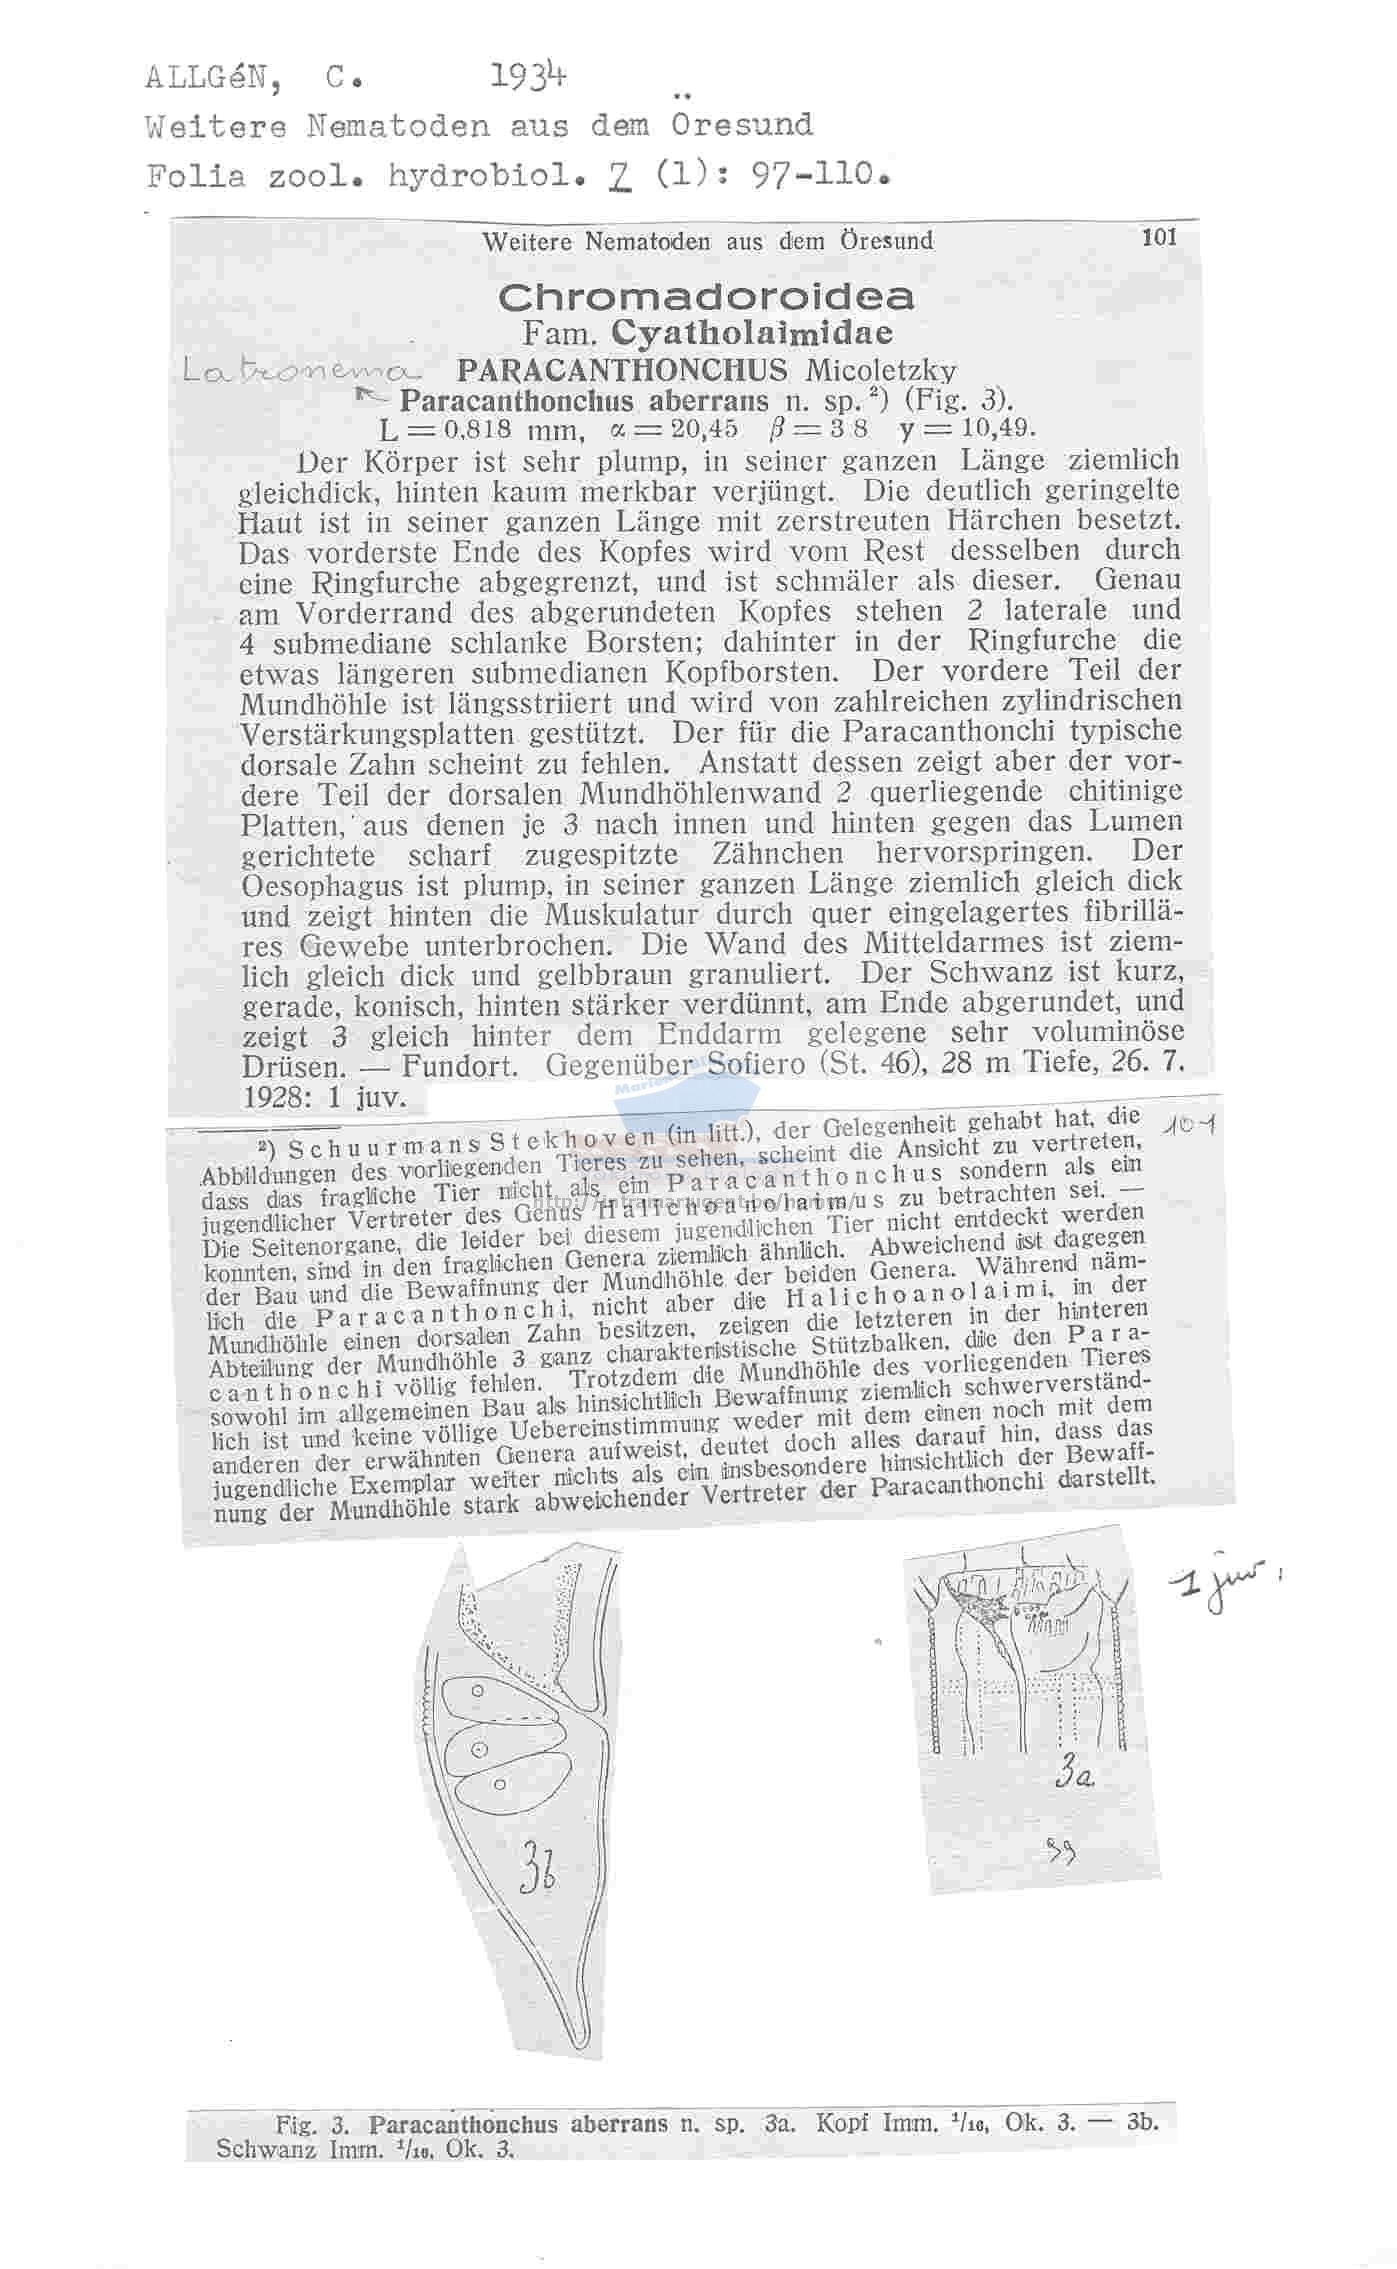 ALLGéN, C. 1934
Weitere Nematoden aus dem Öresund
Folia zool. hydrobiol. 7 (1): 97-110.
Weitere Nematoden aus dem Öresund 101
Chromadoroidea
Fam. Cyatholaimidae
Latronema PARACANTHONCHUS Micoletzky
Paracanthonchus aberrans n. sp. ²) (Fig. 3).
L = 0,818 mm, α = 20,45 β = 3 8 y = 10,49.
Der Körper ist sehr plump, in seiner ganzen Länge ziemlich
gleichdick, hinten kaum merkbar verjüngt. Die deutlich geringelte
Haut ist in seiner ganzen Länge mit zerstreuten Härchen besetzt.
Das vorderste Ende des Kopfes wird vom Rest desselben durch
eine Ringfurche abgegrenzt, und ist schmäler als dieser. Genau
am Vorderrand des abgerundeten Kopfes stehen 2 laterale und
4 submediane schlanke Borsten; dahinter in der Ringfurche die
etwas längeren submedianen Kopfborsten. Der vordere Teil der
Mundhöhle ist längsstriiert und wird von zahlreichen zylindrischen
Verstärkungsplatten gestützt. Der für die Paracanthonchi typische
dorsale Zahn scheint zu fehlen. Anstatt dessen zeigt aber der vor-
dere Teil der dorsalen Mundhöhlenwand 2 querliegende chitinige
Platten, aus denen je 3 nach innen und hinten gegen das Lumen
gerichtete scharf zugespitzte Zähnchen hervorspringen. Der
Oesophagus ist plump, in seiner ganzen Länge ziemlich gleich dick
und zeigt hinten die Muskulatur durch quer eingelagertes fibrillä-
res Gewebe unterbrochen. Die Wand des Mitteldarmes ist ziem-
lich gleich dick und gelbbraun granuliert. Der Schwanz ist kurz,
gerade, konisch, hinten stärker verdünnt, am Ende abgerundet, und
zeigt 3 gleich hinter dem Enddarm gelegene sehr voluminöse
Drüsen. — Fundort. Gegenüber Sofiero (St. 46), 28 m Tiefe, 26. 7.
1928: 1 juv.
²) Schuurmans Stekhoven (in litt.), der Gelegenheit gehabt hat, die 101
Abbildungen des vorliegenden Tieres zu sehen, scheint die Ansicht zu vertreten,
dass das fragliche Tier nicht als ein Paracanthonchus sondern als ein
jugendlicher Vertreter des Genus Halichoanolaimus zu betrachten sei. —
Die Seitenorgane, die leider bei diesem jugendlichen Tier nicht entdeckt werden
konnten, sind in den fraglichen Genera ziemlich ähnlich. Abweichend ist dagegen
der Bau und die Bewaffnung der Mundhöhle der beiden Genera. Während näm-
lich die Paracanthonchi, nicht aber die Halichoanolaimi, in der
Mundhöhle einen dorsalen Zahn besitzen, zeigen die letzteren in der hinteren
Abteilung der Mundhöhle 3 ganz charakteristische Stützbalken, die den Para-
canthonchi völlig fehlen. Trotzdem die Mundhöhle des vorliegenden Tieres
sowohl im allgemeinen Bau als hinsichtlich Bewaffnung ziemlich schwerverständ-
lich ist und keine völlige Uebereinstimmung weder mit dem einen noch mit dem
anderen der erwähnten Genera aufweist, deutet doch alles darauf hin, dass das
jugendliche Exemplar weiter nichts als ein insbesondere hinsichtlich der Bewaff-
nung der Mundhöhle stark abweichender Vertreter der Paracanthonchi darstellt.
1 juv.
3a
3b
Fig. 3. Paracanthonchus aberrans n. sp. 3a. Kopf Imm. 1/10, Ok. 3. — 3b.
Schwanz Imm. 1/10, Ok. 3.